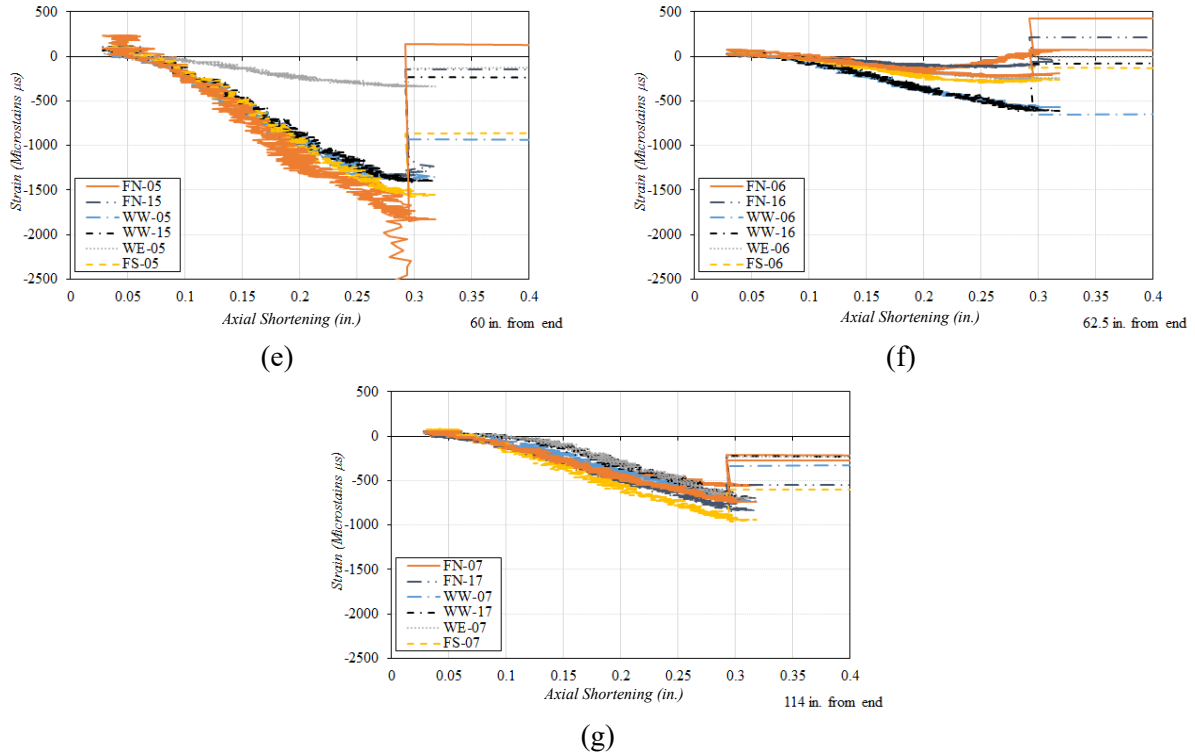 500
0
-500
-1000
-1500
-2000
-2500
Strain (Microstains µs)
FN-05
FN-15
WW-05
WW-15
WE-05
FS-05
0 0.05 0.1 0.15 0.2 0.25 0.3 0.35 0.4
Axial Shortening (in.)
60 in. from end
(e)
500
0
-500
-1000
-1500
-2000
-2500
Strain (Microstains µs)
FN-06
FN-16
WW-06
WW-16
WE-06
FS-06
0 0.05 0.1 0.15 0.2 0.25 0.3 0.35 0.4
Axial Shortening (in.)
62.5 in. from end
(f)
500
0
-500
-1000
-1500
-2000
-2500
Strain (Microstains µs)
FN-07
FN-17
WW-07
WW-17
WE-07
FS-07
0 0.05 0.1 0.15 0.2 0.25 0.3 0.35 0.4
Axial Shortening (in.)
114 in. from end
(g)